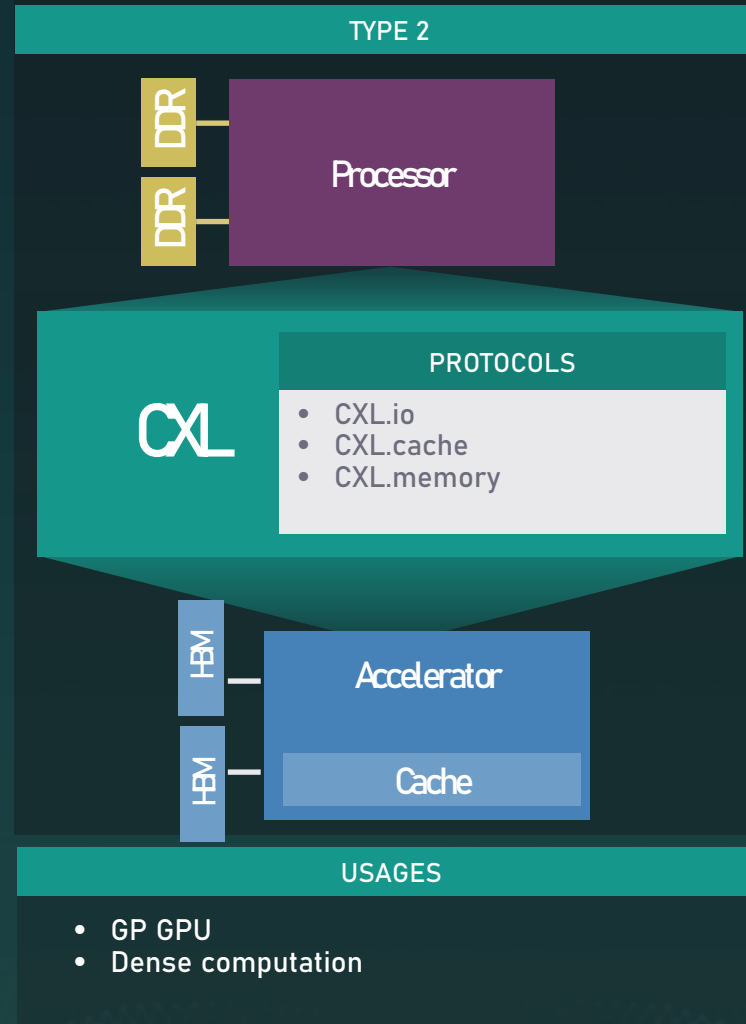 TYPE 2
DDR
Processor
DDR
PROTOCOLS
CXL
• CXL.io
• CXL.cache
• CXL.memory
HBM
Accelerator
HBM
Cache
USAGES
• GP GPU
• Dense computation